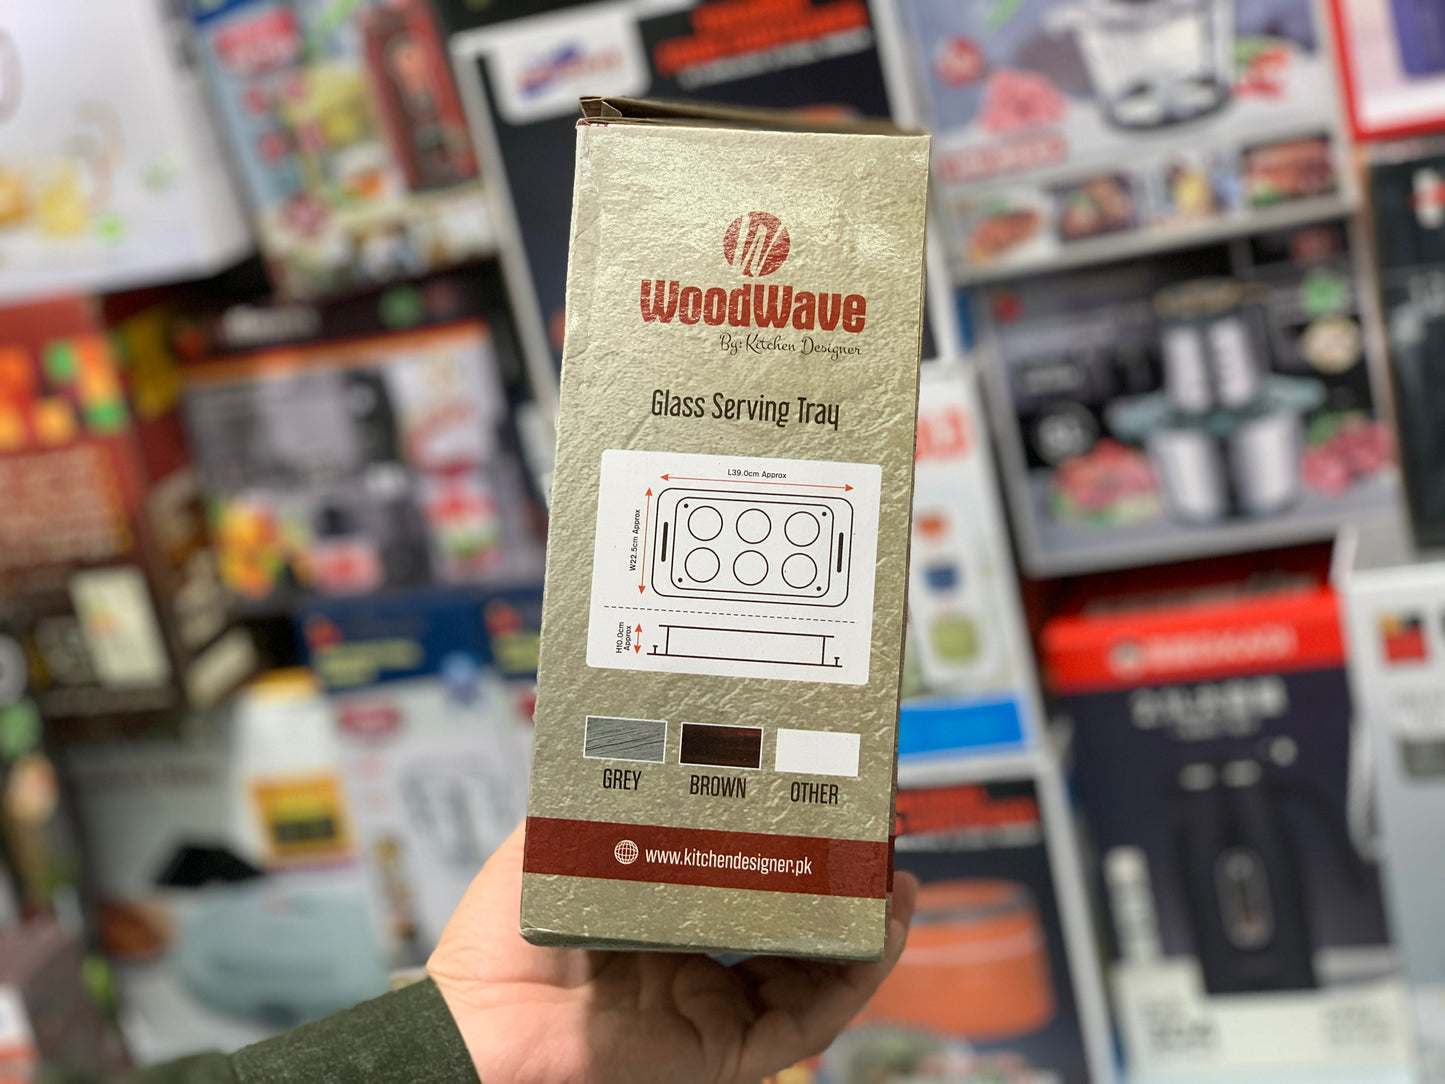 WoodWave
By: Kitchen Designer
Glass Serving Tray
L39.0cm Approx
W22.5cm Approx
H10.0cm
Approx
GREY
BROWN
OTHER
www.kitchendesigner.pk